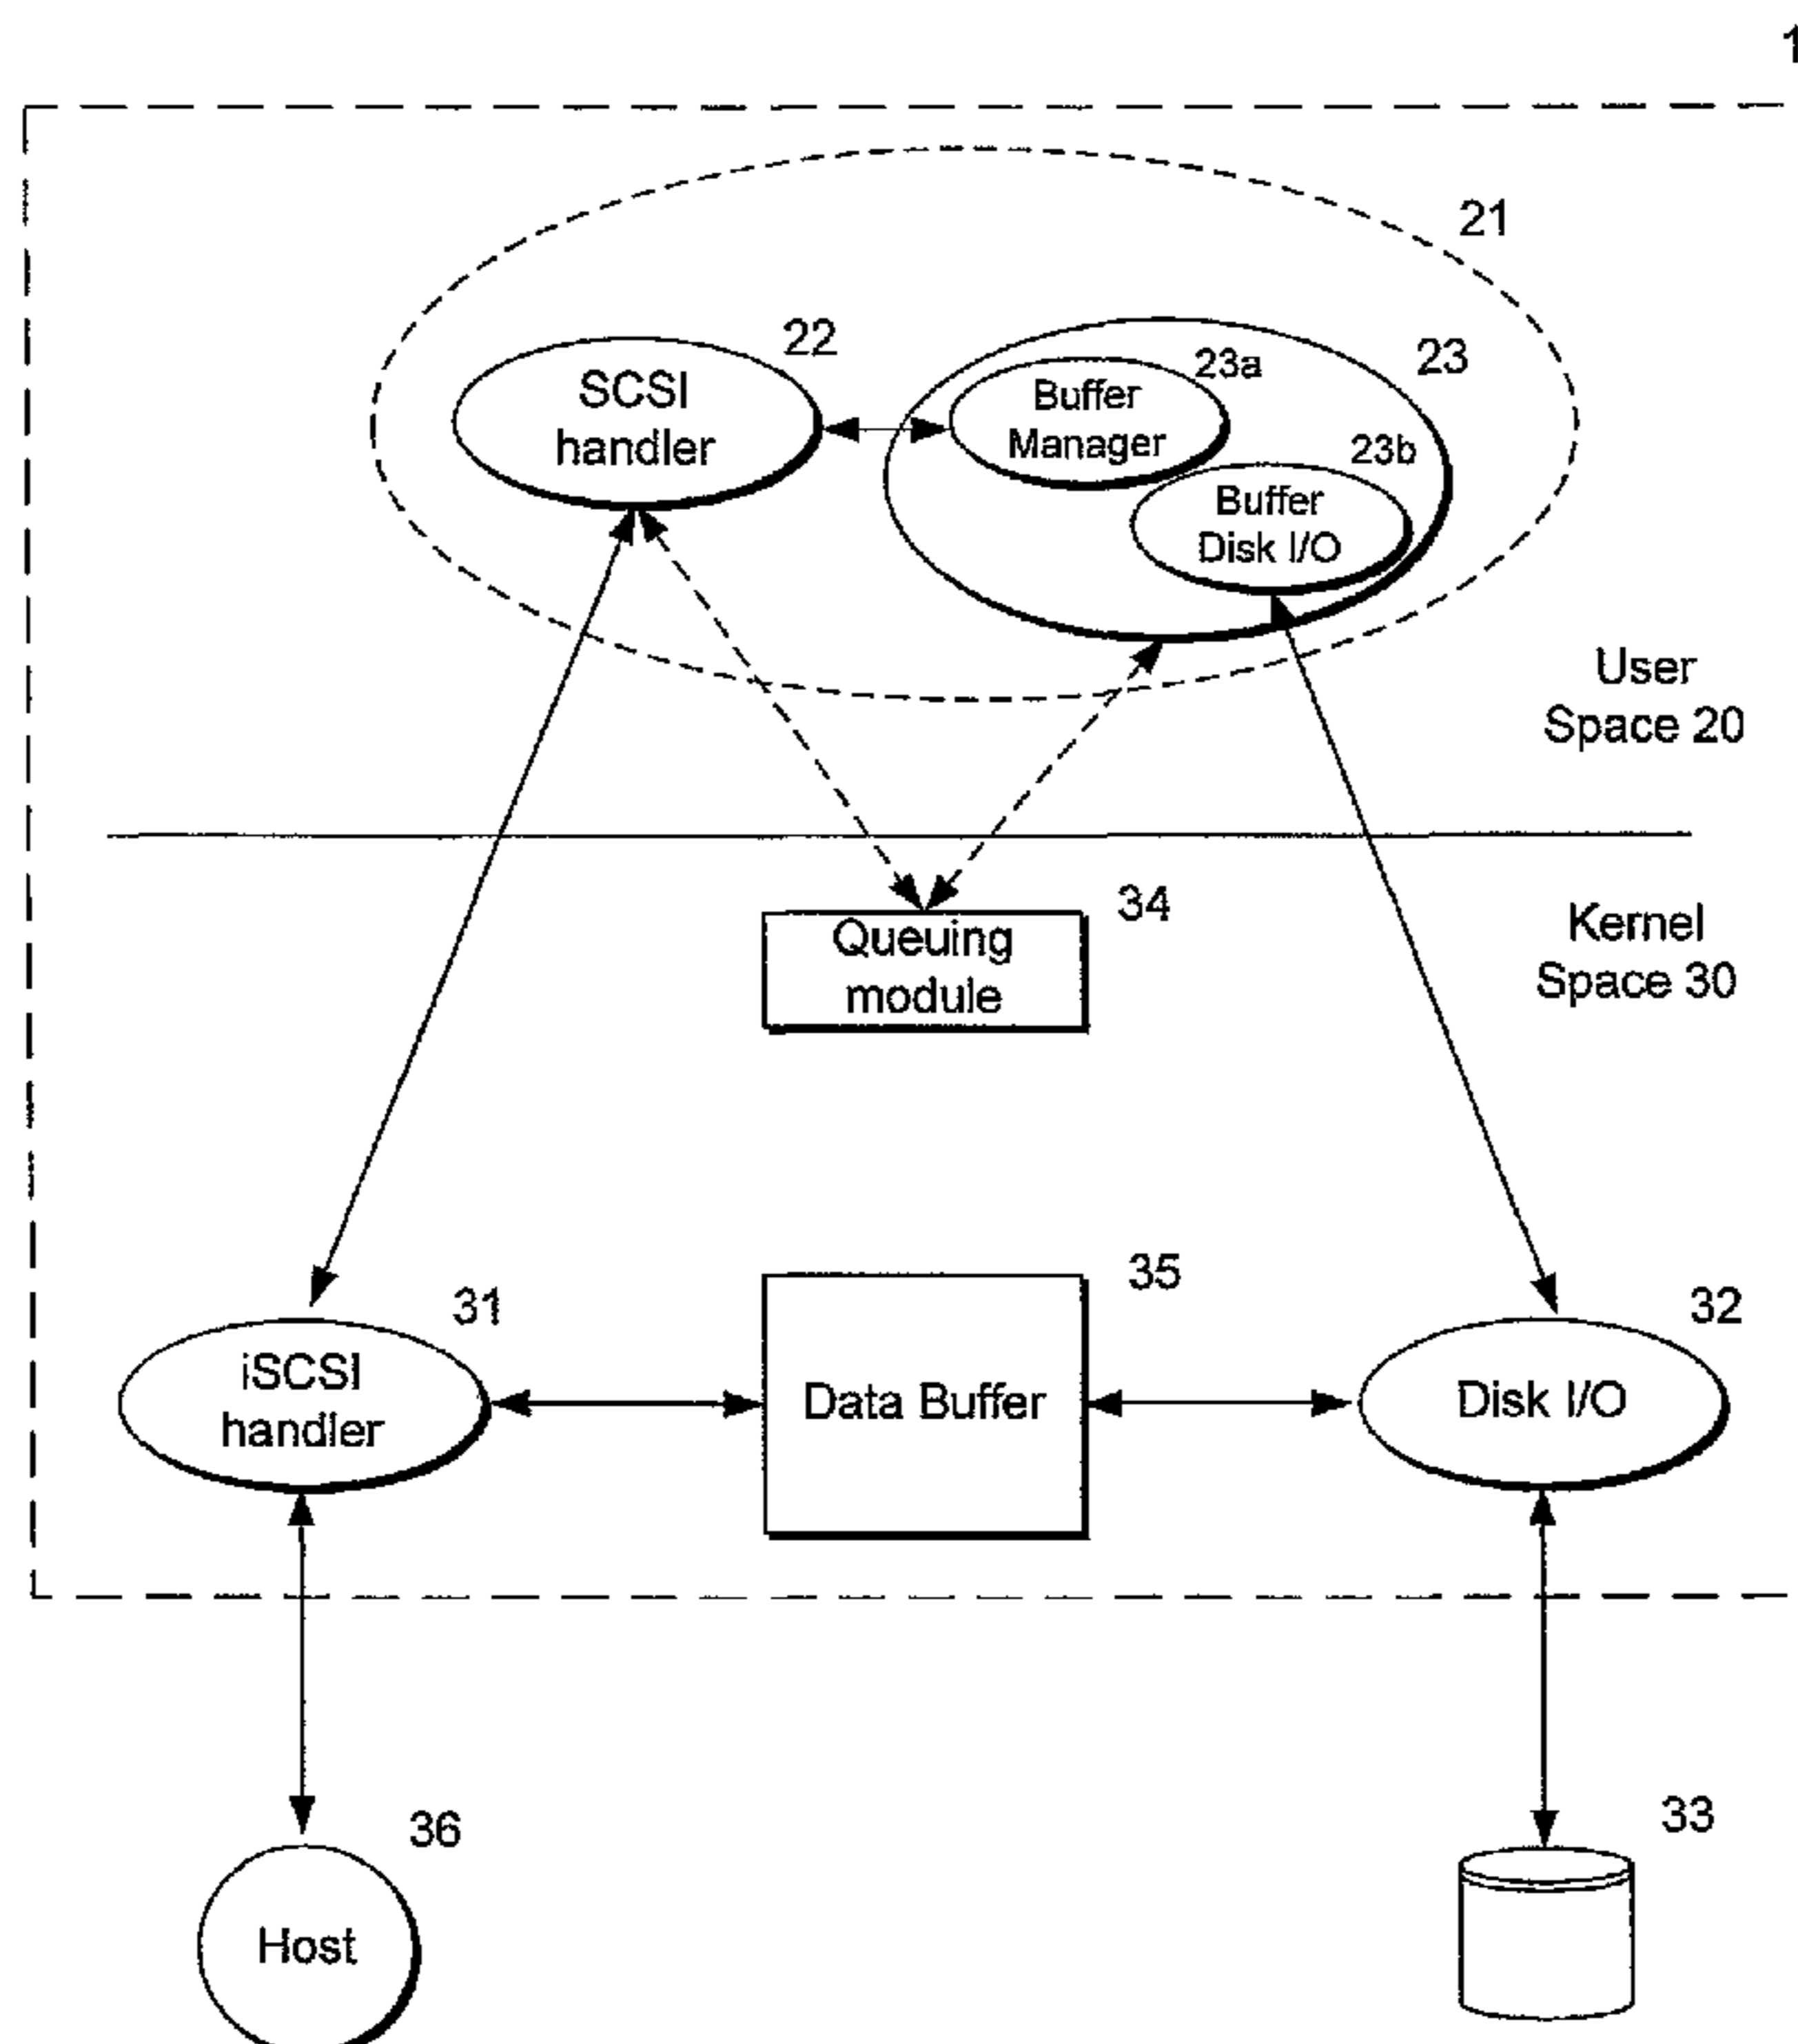 21
22
SCSI
handler
23
23a
Buffer
Manager
23b
Buffer
Disk I/O
User
Space 20
34
Queuing
module
Kernel
Space 30
31
iSCSI
handler
35
Data Buffer
32
Disk I/O
36
Host
33